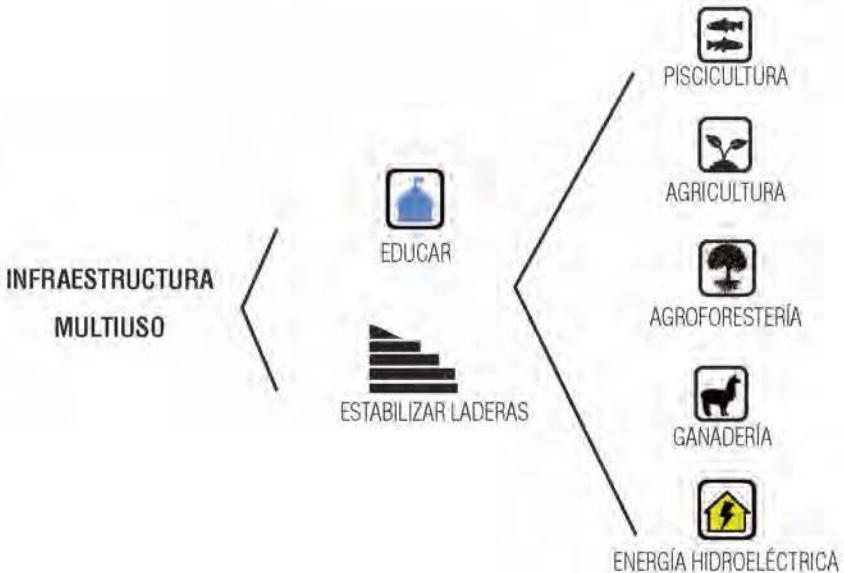 INFRAESTRUCTURA
MULTIUSO
EDUCAR
ESTABILIZAR LADERAS
PISCICULTURA
AGRICULTURA
AGROFORESTERÍA
GANADERÍA
ENERGÍA HIDROELÉCTRICA